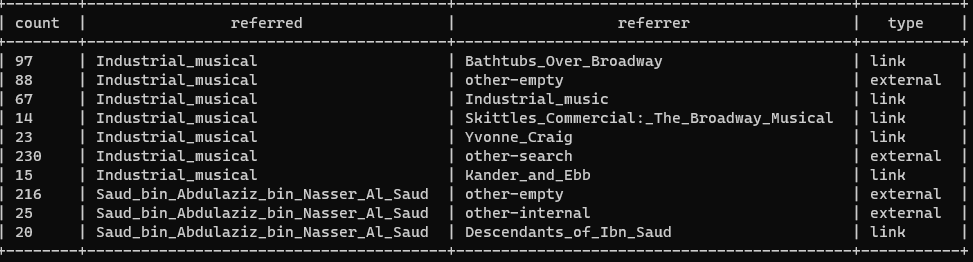 +--------+---------------------------------------+------------------------------------------+-----------+
| count  |               referred                |                 referrer                 |   type    |
+--------+---------------------------------------+------------------------------------------+-----------+
| 97     | Industrial_musical                    | Bathtubs_Over_Broadway                   | link      |
| 88     | Industrial_musical                    | other-empty                              | external  |
| 67     | Industrial_musical                    | Industrial_music                         | link      |
| 14     | Industrial_musical                    | Skittles_Commercial:_The_Broadway_Musical | link      |
| 23     | Industrial_musical                    | Yvonne_Craig                             | link      |
| 230    | Industrial_musical                    | other-search                             | external  |
| 15     | Industrial_musical                    | Kander_and_Ebb                           | link      |
| 216    | Saud_bin_Abdulaziz_bin_Nasser_Al_Saud | other-empty                              | external  |
| 25     | Saud_bin_Abdulaziz_bin_Nasser_Al_Saud | other-internal                           | external  |
| 20     | Saud_bin_Abdulaziz_bin_Nasser_Al_Saud | Descendants_of_Ibn_Saud                  | link      |
+--------+---------------------------------------+------------------------------------------+-----------+